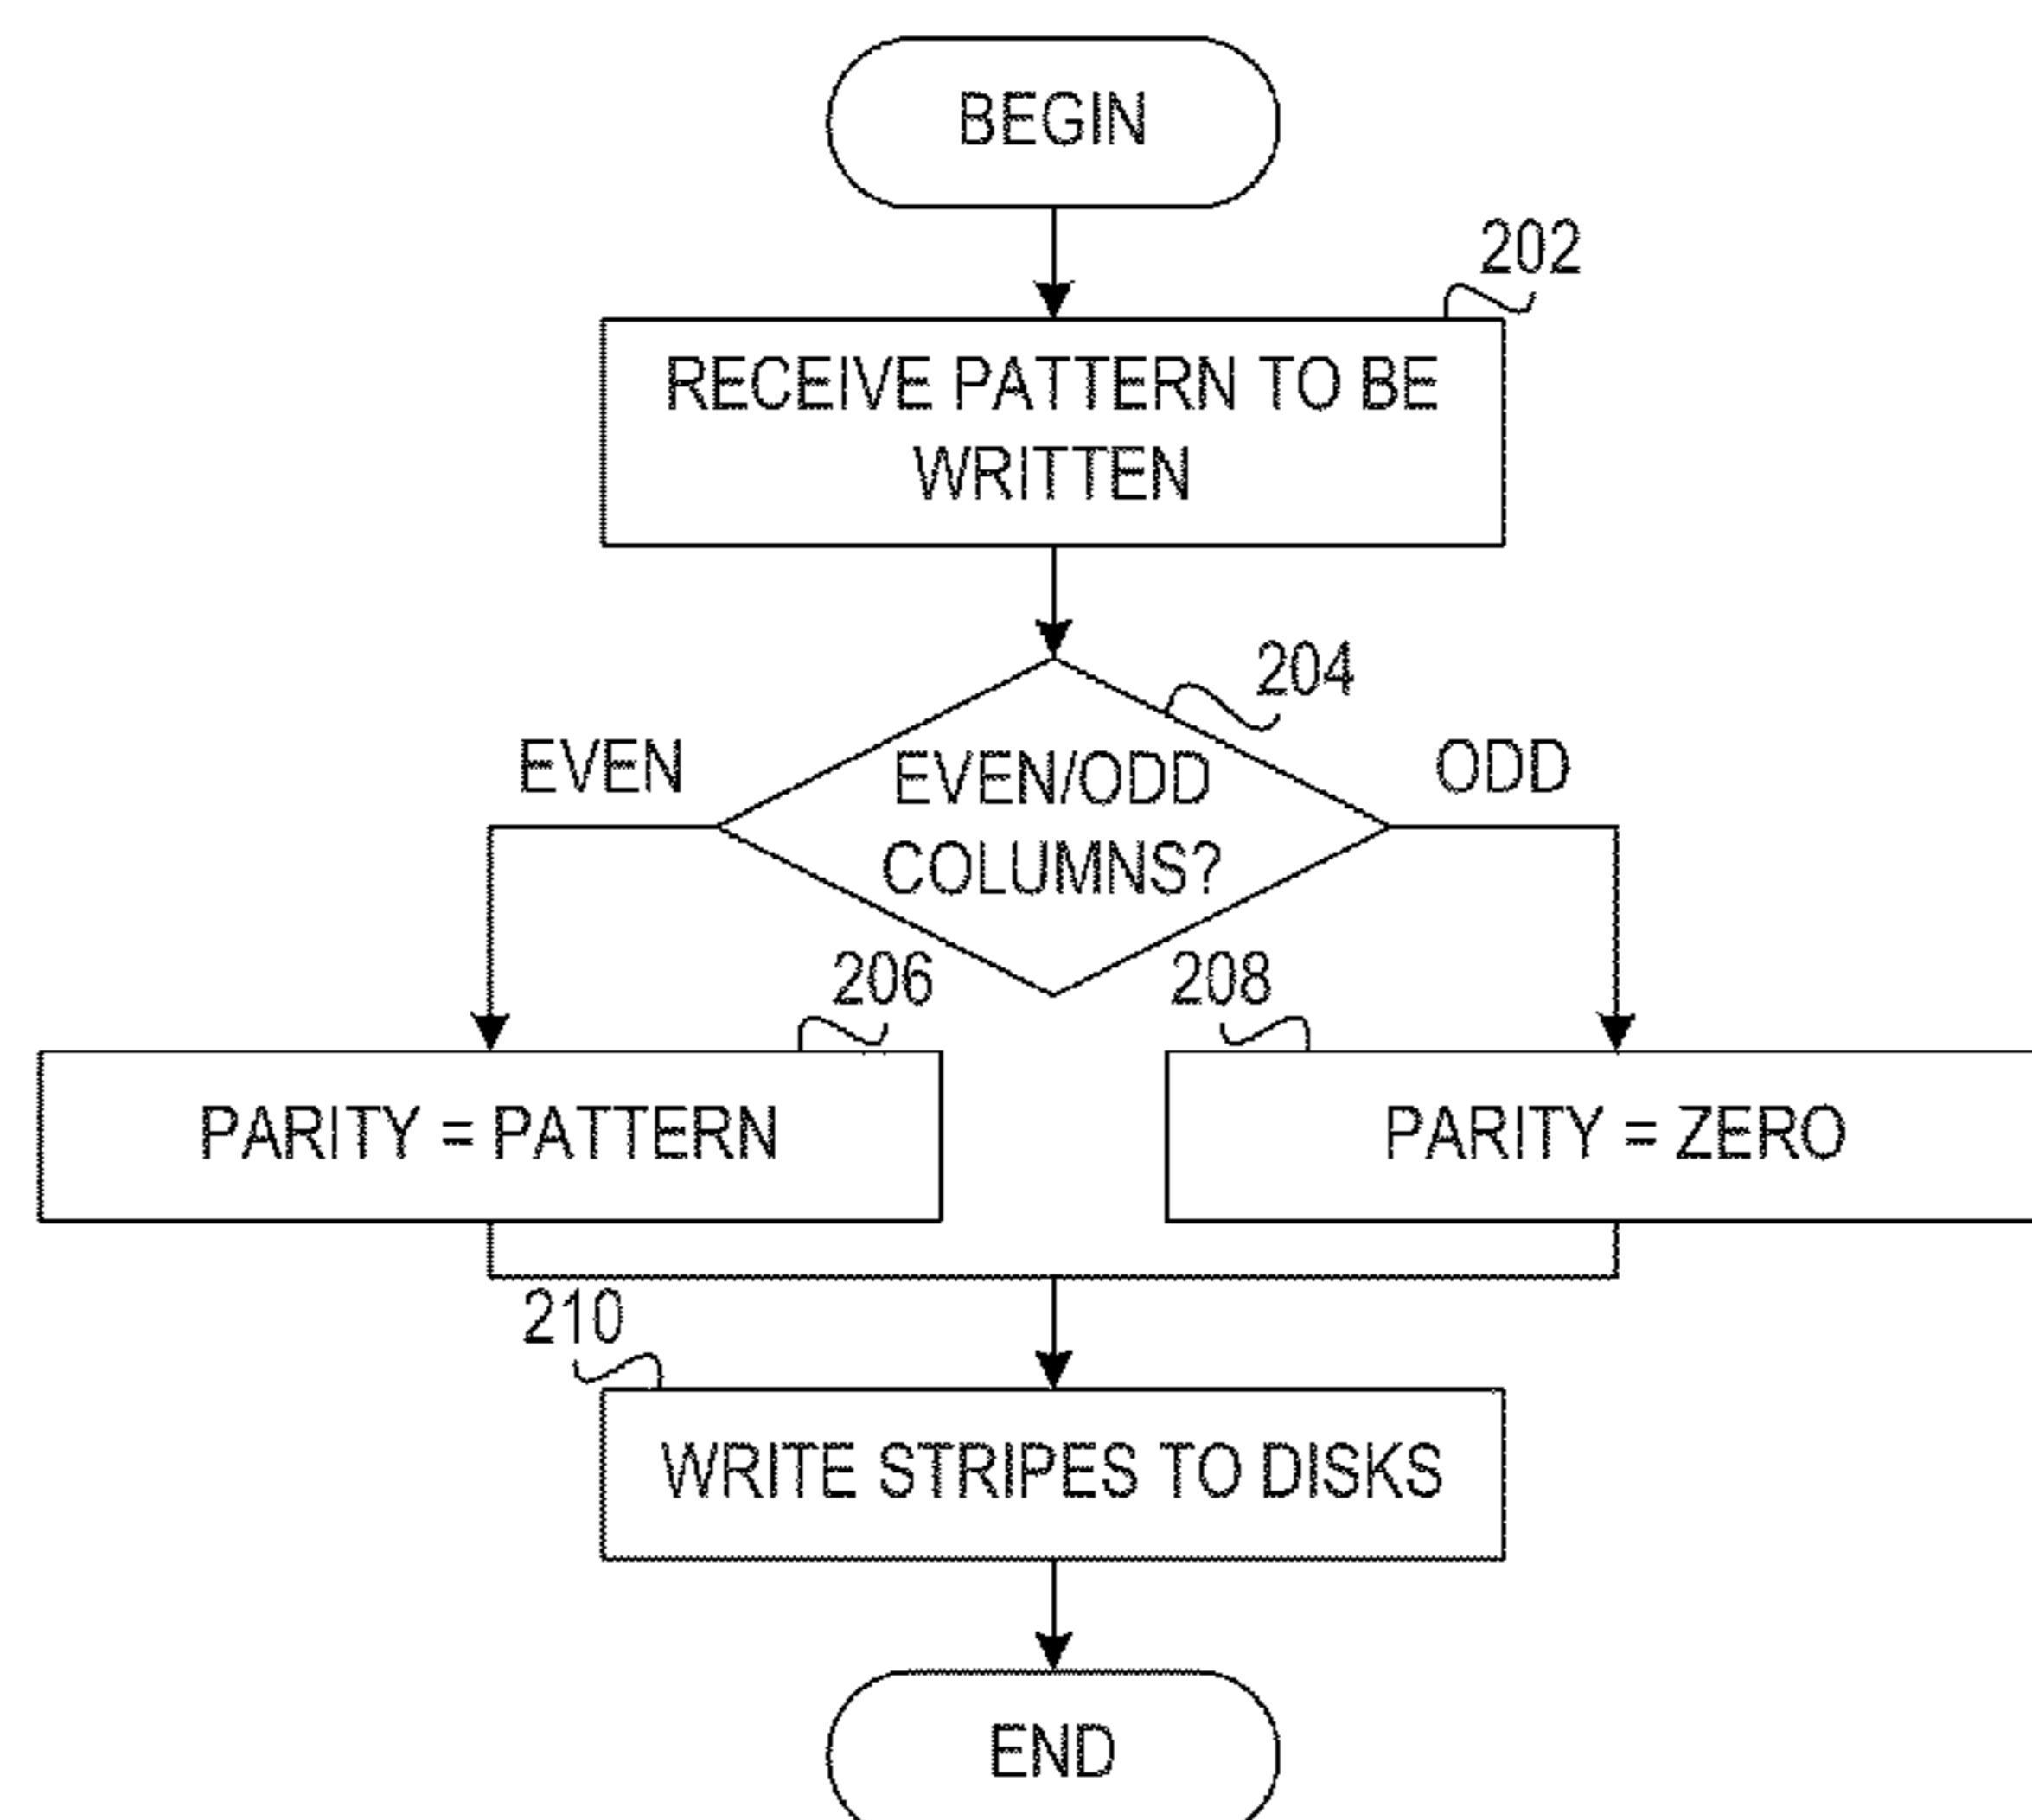 BEGIN
202
RECEIVE PATTERN TO BE
WRITTEN
204
EVEN
EVEN/ODD
COLUMNS?
ODD
206
208
PARITY = PATTERN
PARITY = ZERO
210
WRITE STRIPES TO DISKS
END